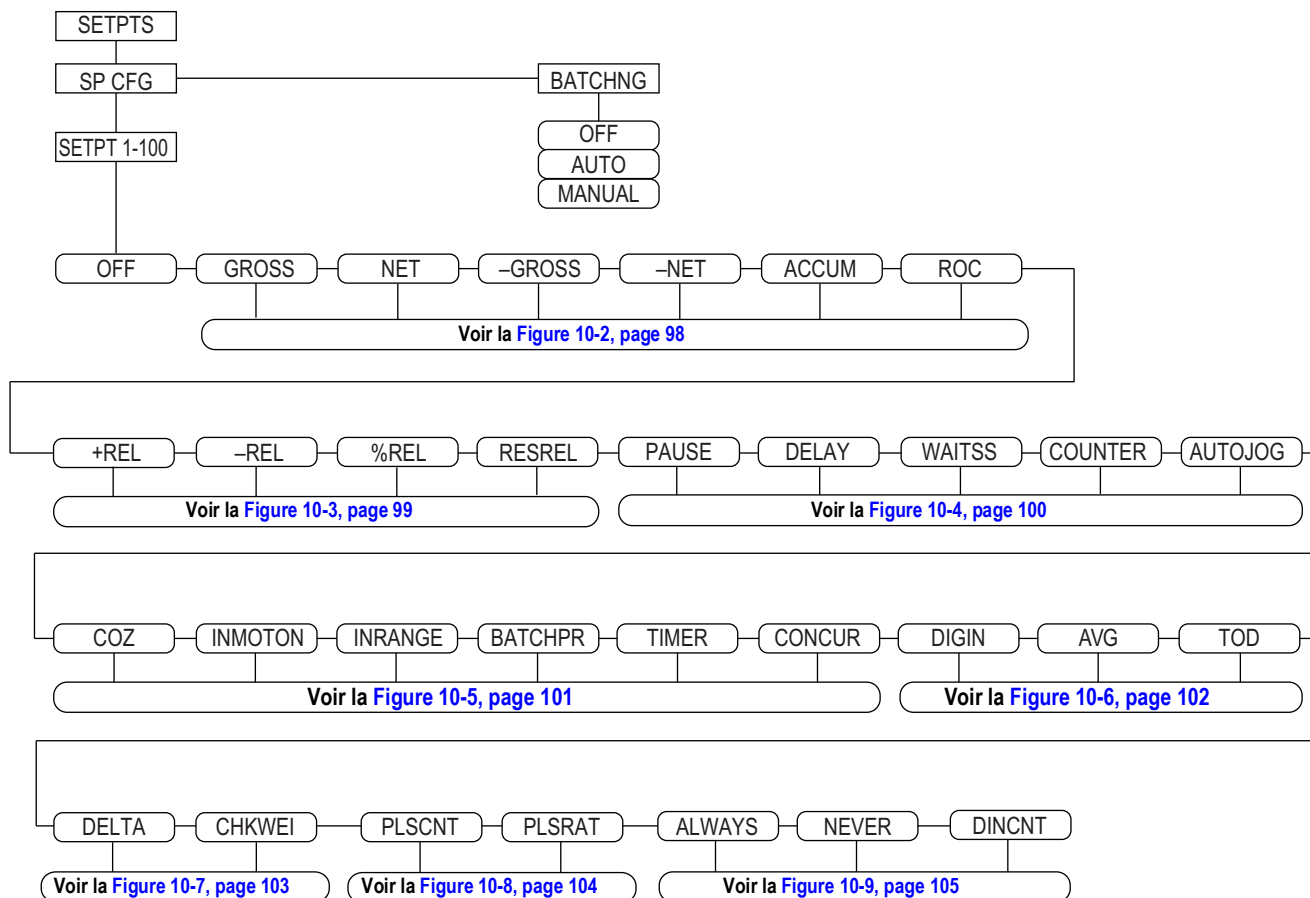 SETPTS
SP CFG
BATCHNG
SETPT 1-100
OFF
AUTO
MANUAL
OFF
GROSS
NET
–GROSS
–NET
ACCUM
ROC
Voir la Figure 10-2, page 98
+REL
–REL
%REL
RESREL
PAUSE
DELAY
WAITSS
COUNTER
AUTOJOG
Voir la Figure 10-3, page 99
Voir la Figure 10-4, page 100
COZ
INMOTON
INRANGE
BATCHPR
TIMER
CONCUR
DIGIN
AVG
TOD
Voir la Figure 10-5, page 101
Voir la Figure 10-6, page 102
DELTA
CHKWEI
PLSCNT
PLSRAT
ALWAYS
NEVER
DINCNT
Voir la Figure 10-7, page 103
Voir la Figure 10-8, page 104
Voir la Figure 10-9, page 105